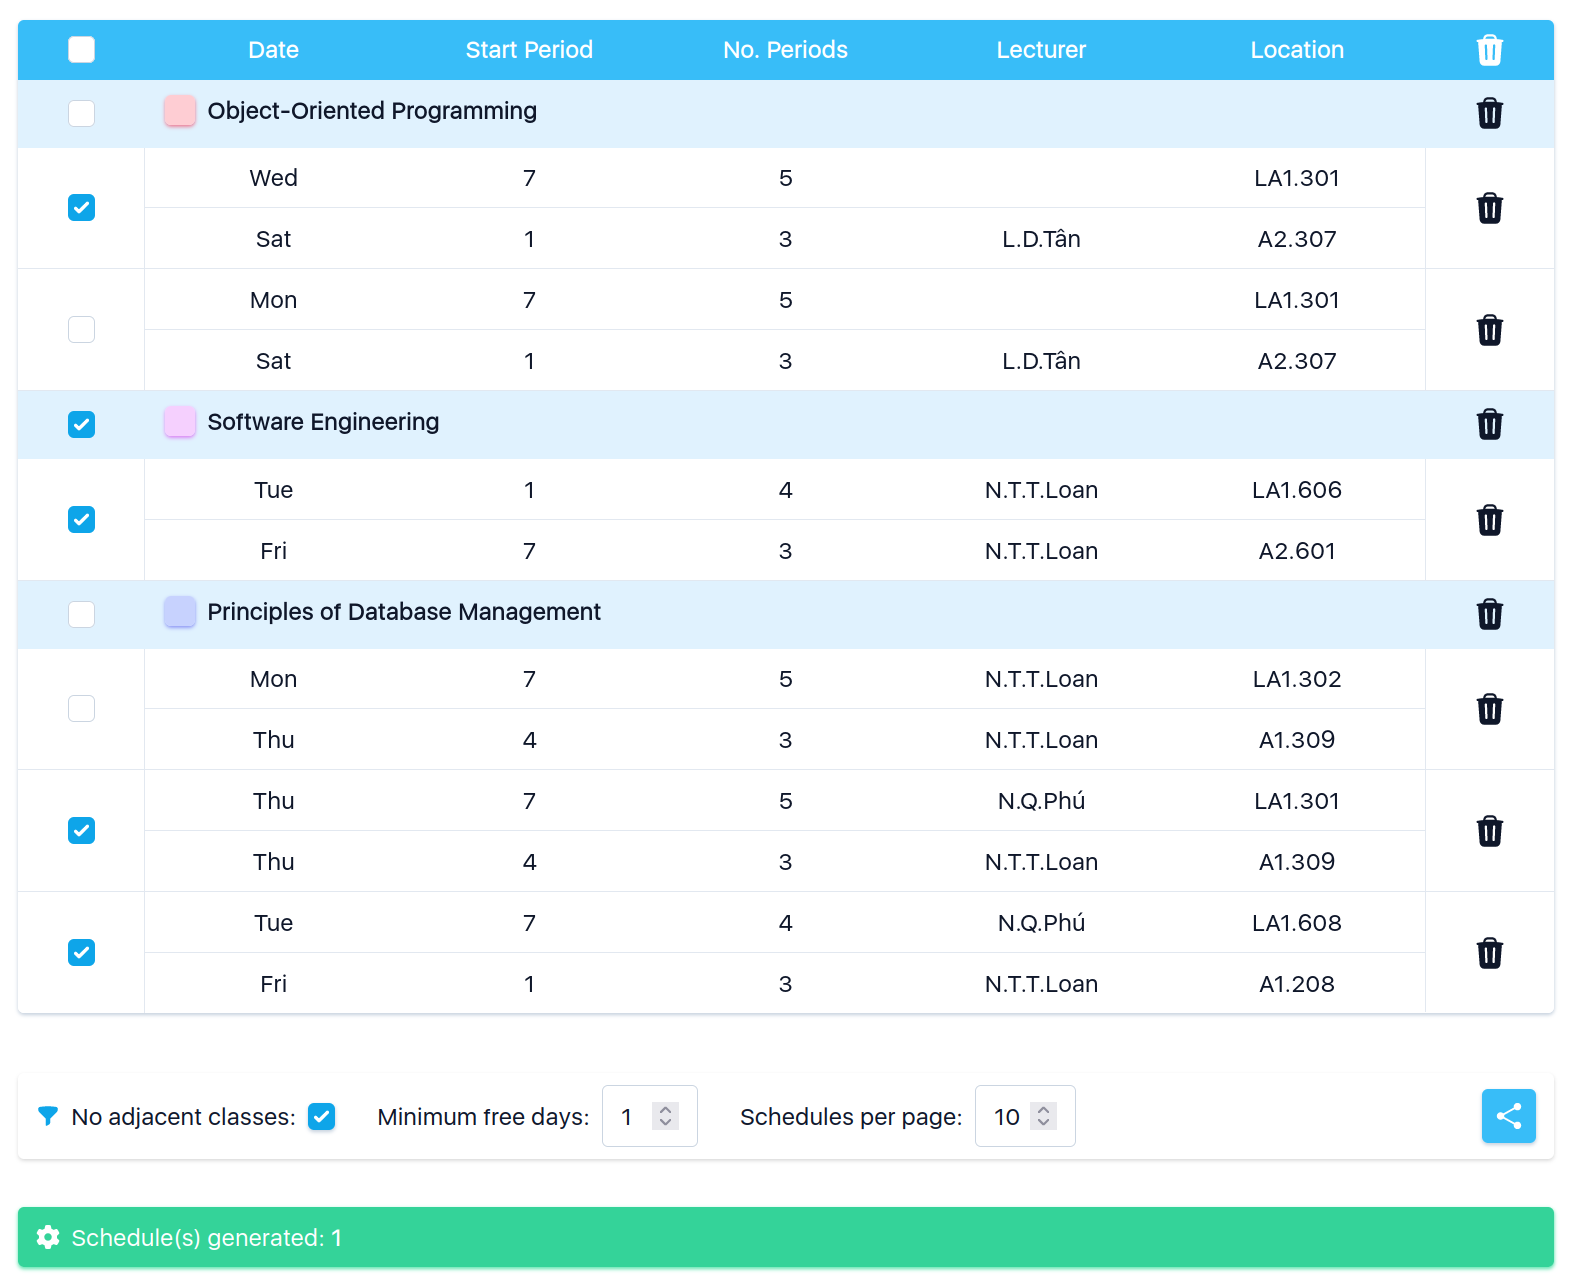 Date Start Period No. Periods Lecturer Location
Object-Oriented Programming
Wed 7 5 LA1.301
Sat 1 3 L.D.Tân A2.307
Mon 7 5 LA1.301
Sat 1 3 L.D.Tân A2.307
Software Engineering
Tue 1 4 N.T.T.Loan LA1.606
Fri 7 3 N.T.T.Loan A2.601
Principles of Database Management
Mon 7 5 N.T.T.Loan LA1.302
Thu 4 3 N.T.T.Loan A1.309
Thu 7 5 N.Q.Phú LA1.301
Thu 4 3 N.T.T.Loan A1.309
Tue 7 4 N.Q.Phú LA1.608
Fri 1 3 N.T.T.Loan A1.208
No adjacent classes: Minimum free days: 1 Schedules per page: 10
Schedule(s) generated: 1